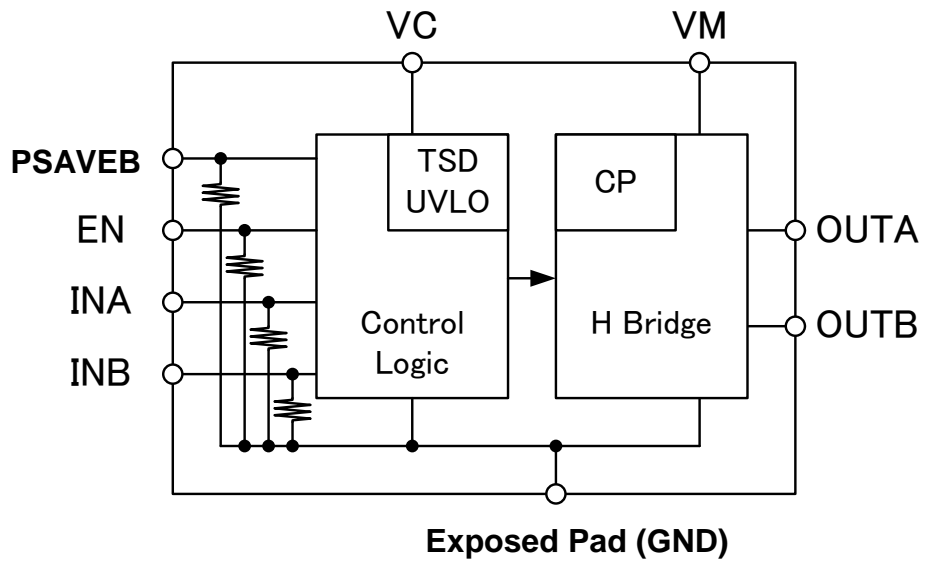 VC
VM
PSAVEB
EN
INA
INB
TSD
UVLO
Control
Logic
CP
H Bridge
OUTA
OUTB
Exposed Pad (GND)